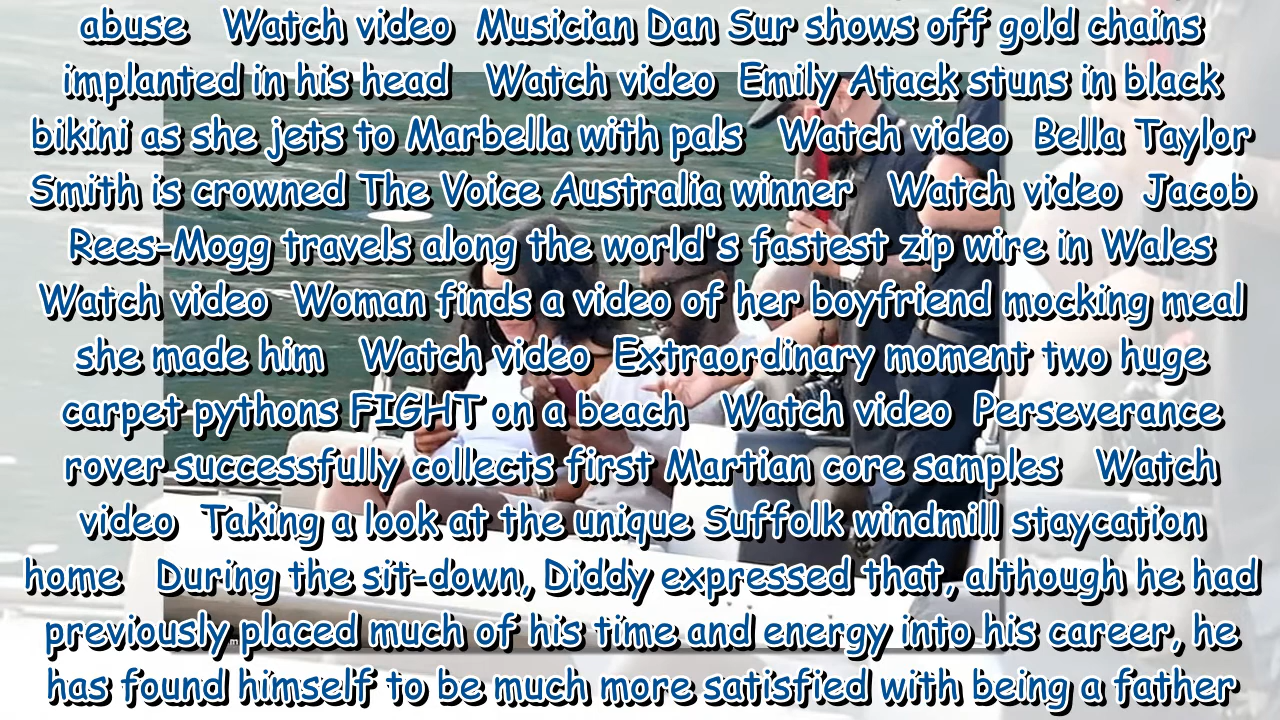 abuse Watch video Musician Dan Sur shows off gold chains
implanted in his head Watch video Emily Atack stuns in black
bikini as she jets to Marbella with pals Watch video Bella Taylor
Smith is crowned The Voice Australia winner Watch video Jacob
Rees-Mogg travels along the world's fastest zip wire in Wales
Watch video Woman finds a video of her boyfriend mocking meal
she made him Watch video Extraordinary moment two huge
carpet pythons FIGHT on a beach Watch video Perseverance
rover successfully collects first Martian core samples Watch
video Taking a look at the unique Suffolk windmill staycation
home During the sit-down, Diddy expressed that, although he had
previously placed much of his time and energy into his career, he
has found himself to be much more satisfied with being a father